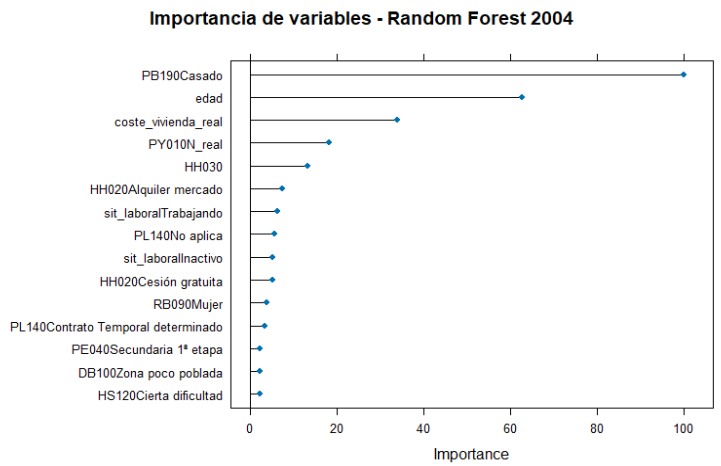 Importancia de variables - Random Forest 2004
PB190Casado
edad
coste_vivienda_real
PY010N_real
HH030
HH020Alquiler mercado
sit_laboralTrabajando
PL140No aplica
sit_laboralInactivo
HH020Cesión gratuita
RB090Mujer
PL140Contrato Temporal determinado
PE040Secundaria 1ª etapa
DB100Zona poco poblada
HS120Cierta dificultad
0 20 40 60 80 100
Importance